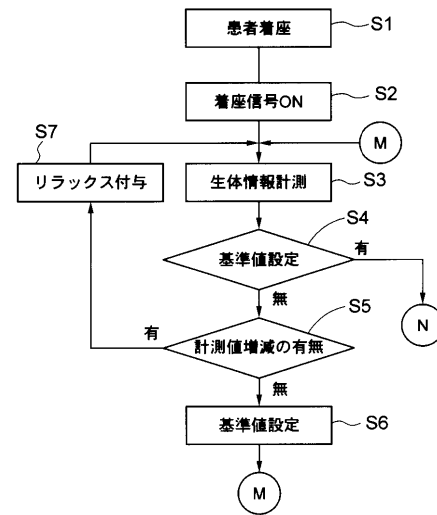 患者着座
S1
着座信号ON
S2
S7
M
リラックス付与
生体情報計測
S3
S4
基準値設定
有
無
N
S5
有
計測値増減の有無
無
基準値設定
S6
M